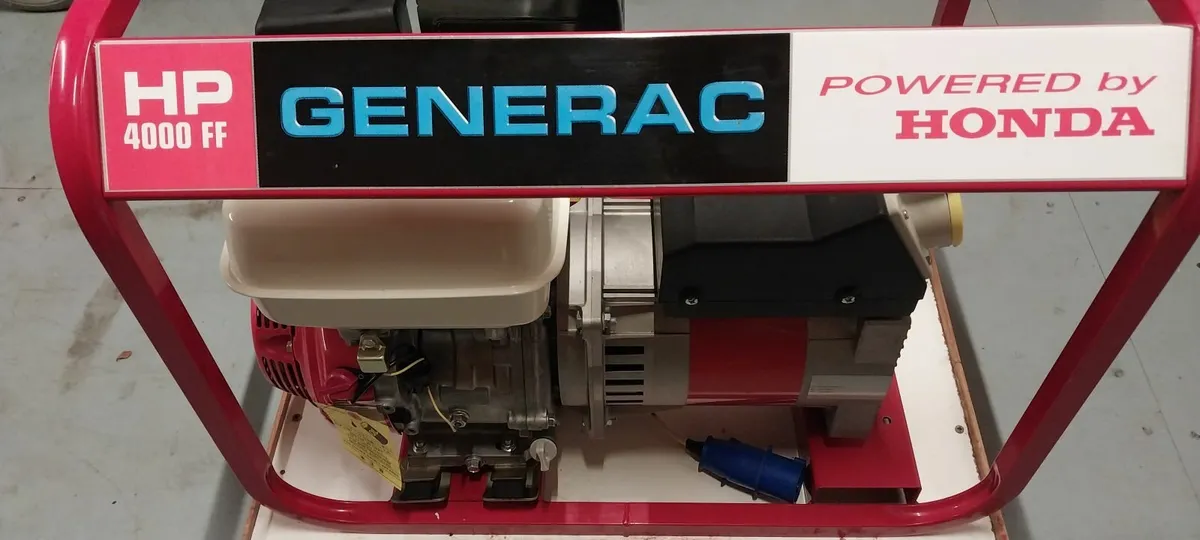 HP
4000 FF
GENERAC
POWERED by
HONDA